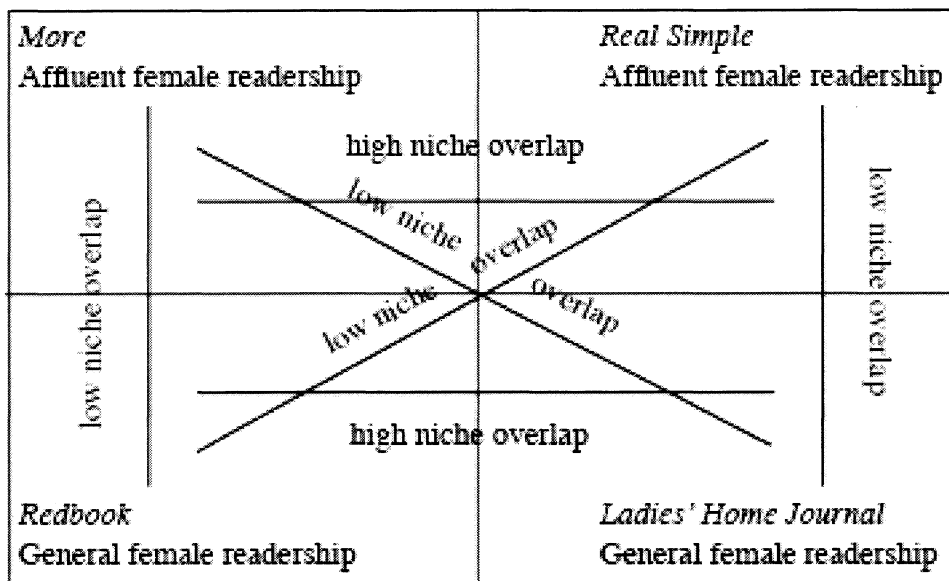 More
Affluent female readership
Real Simple
Affluent female readership
high niche overlap
low niche overlap
low niche overlap
low niche overlap
low niche overlap
high niche overlap
Redbook
General female readership
Ladies' Home Journal
General female readership